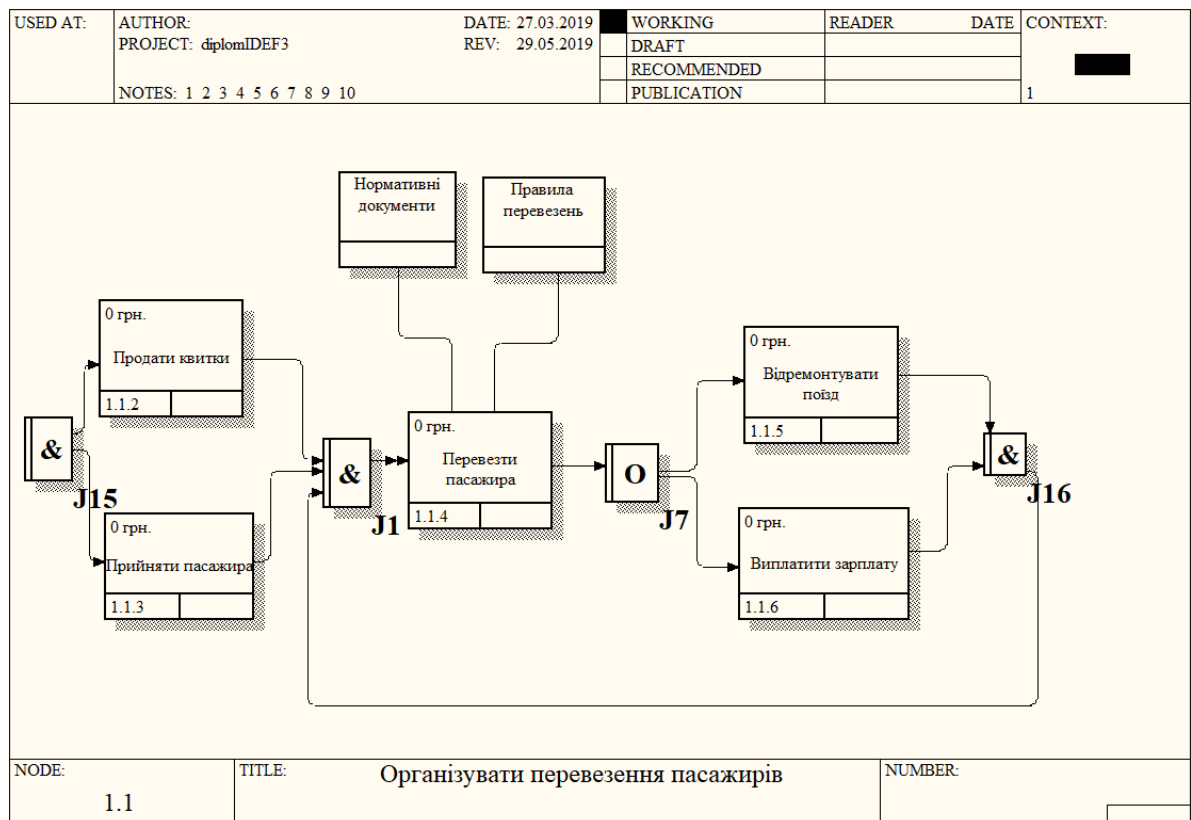 USED AT:
AUTHOR:
DATE: 27.03.2019
PROJECT: diplomIDEF3
REV: 29.05.2019
NOTES: 1 2 3 4 5 6 7 8 9 10
WORKING
DRAFT
RECOMMENDED
PUBLICATION
READER
DATE
CONTEXT:
1
Нормативні
документи
Правила
перевезень
0 грн.
Продати квитки
1.1.2
&
J15
0 грн.
Прийняти пасажира
1.1.3
&
J1
0 грн.
Перевезти
пасажира
1.1.4
O
J7
0 грн.
Відремонтувати
поїзд
1.1.5
0 грн.
Виплатити зарплату
1.1.6
&
J16
NODE:
1.1
TITLE:
Організувати перевезення пасажирів
NUMBER: